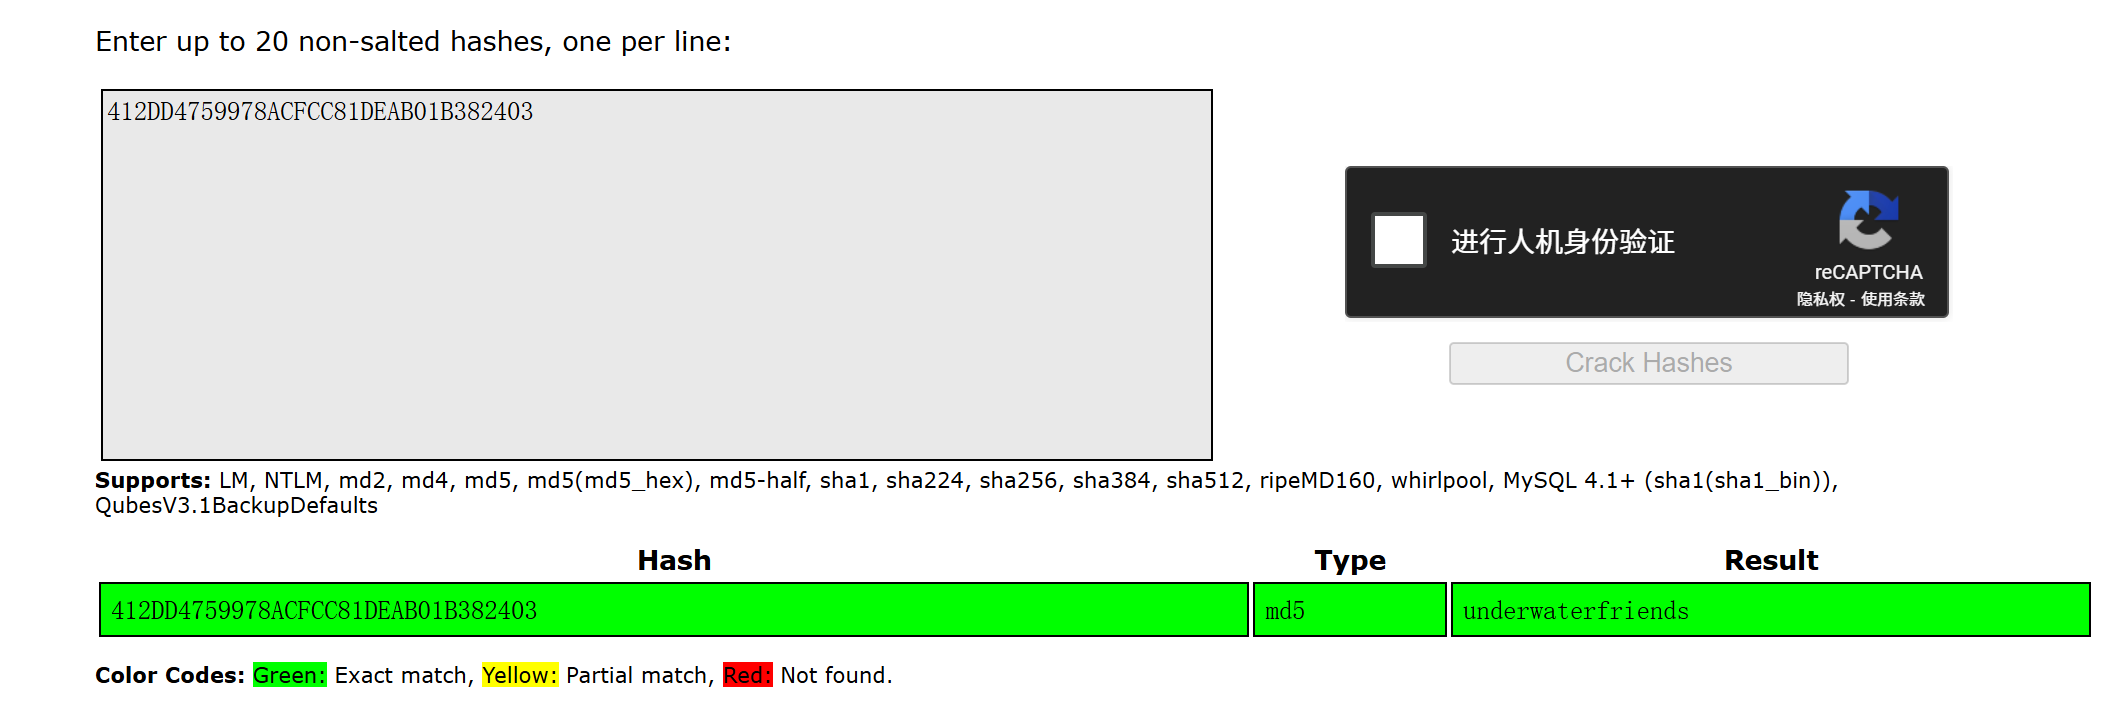 Enter up to 20 non-salted hashes, one per line:
412DD4759978ACFCC81DEAB01B382403
进行人机身份验证
reCAPTCHA
隐私权 - 使用条款
Crack Hashes
Supports: LM, NTLM, md2, md4, md5, md5(md5_hex), md5-half, sha1, sha224, sha256, sha384, sha512, ripeMD160, whirlpool, MySQL 4.1+ (sha1(sha1_bin)),
QubesV3.1BackupDefaults
Hash Type Result
412DD4759978ACFCC81DEAB01B382403 md5 underwaterfriends
Color Codes: Green: Exact match, Yellow: Partial match, Red: Not found.